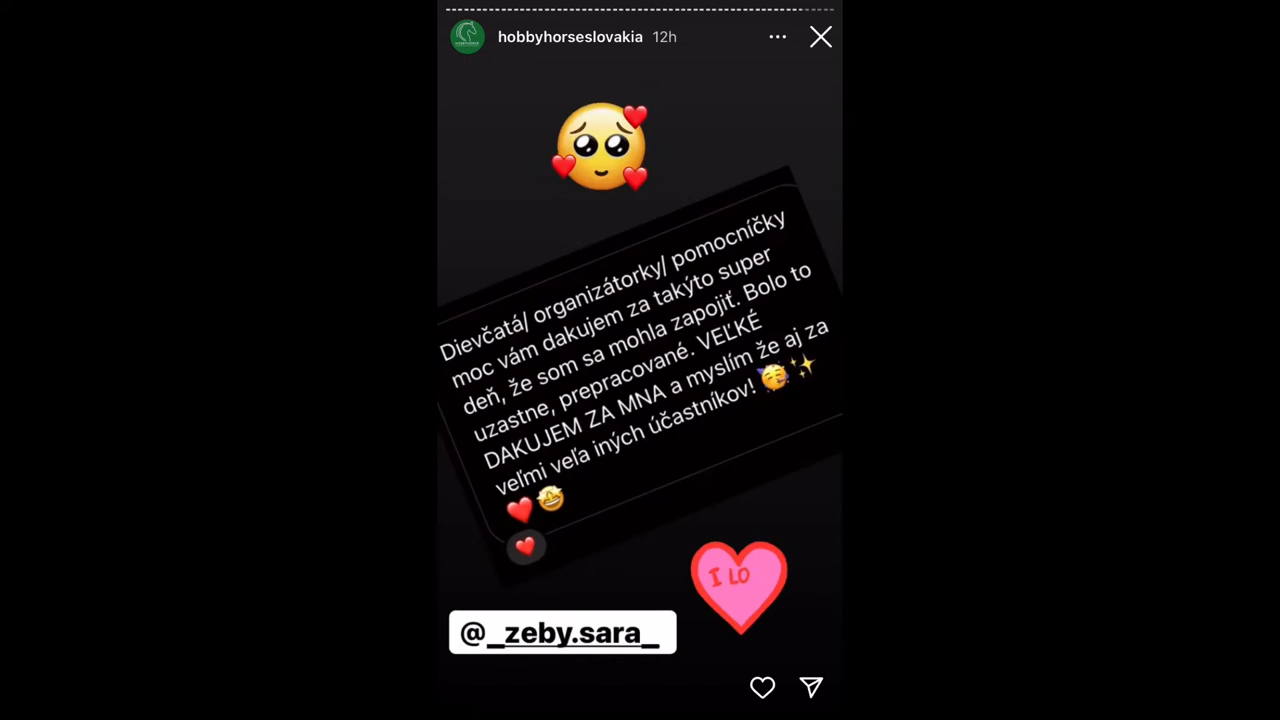 hobbyhorseslovakia 12h
Dievčatá/ organizátorky/ pomocníčky
moc vám dakujem za takýto super
deň, že som sa mohla zapojiť. Bolo to
uzastne, prepracované. VEĽKÉ
DAKUJEM ZA MNA a myslím že aj za
veľmi veľa iných účastníkov! 🥳✨
❤️🤩
❤️
I LO
@_zeby.sara_